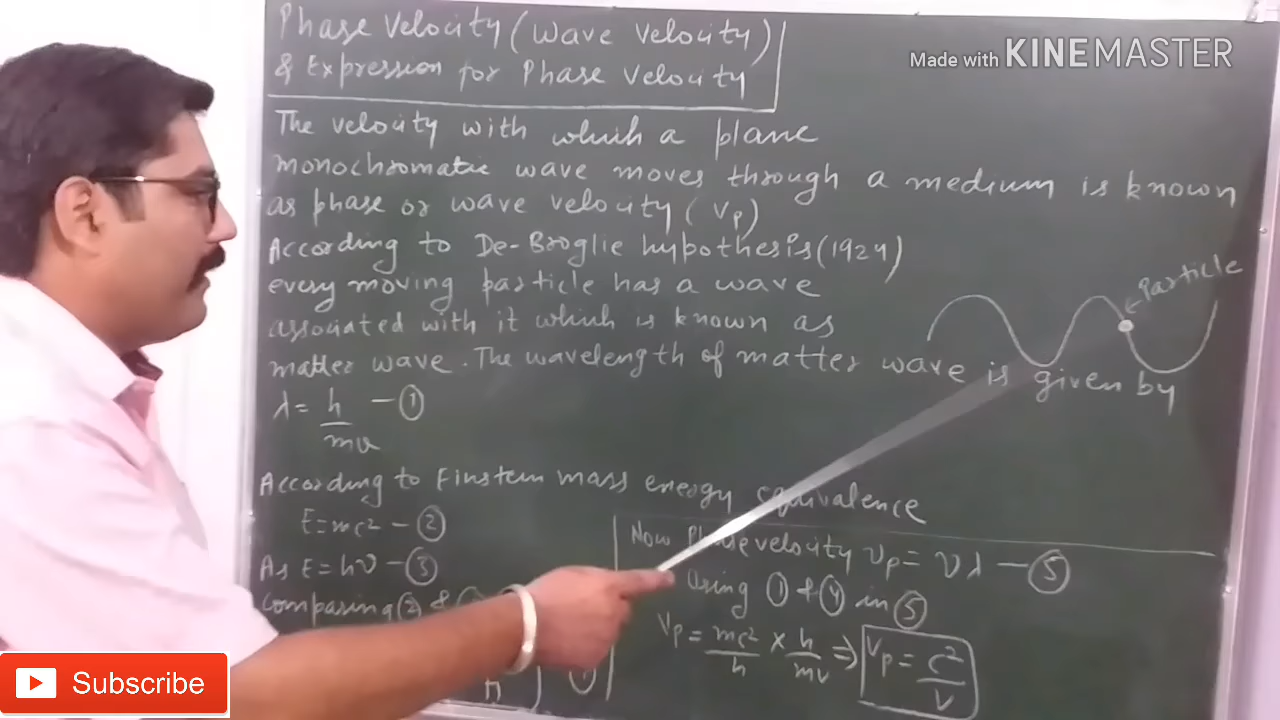 Phase Velocity (Wave Velocity)
& Expression for Phase Velocity
Made with KINEMASTER
The velocity with which a plane
monochromatic wave moves through a medium is known
as phase or wave velocity (Vp)
According to De-Broglie hypothesis (1924)
every moving particle has a wave
associated with it which is known as
matter wave. The wavelength of matter wave is given by
Particle
λ = h/mv — ①
According to Einstein mass energy equivalence
E = mc² — ②
As E = hν — ③
Comparing ② &
h
Now Phase velocity Vp = νλ — ⑤
Using ① & ④ in ⑤
Vp = mc²/h × h/mv ⇒ Vp = c²/v
Subscribe